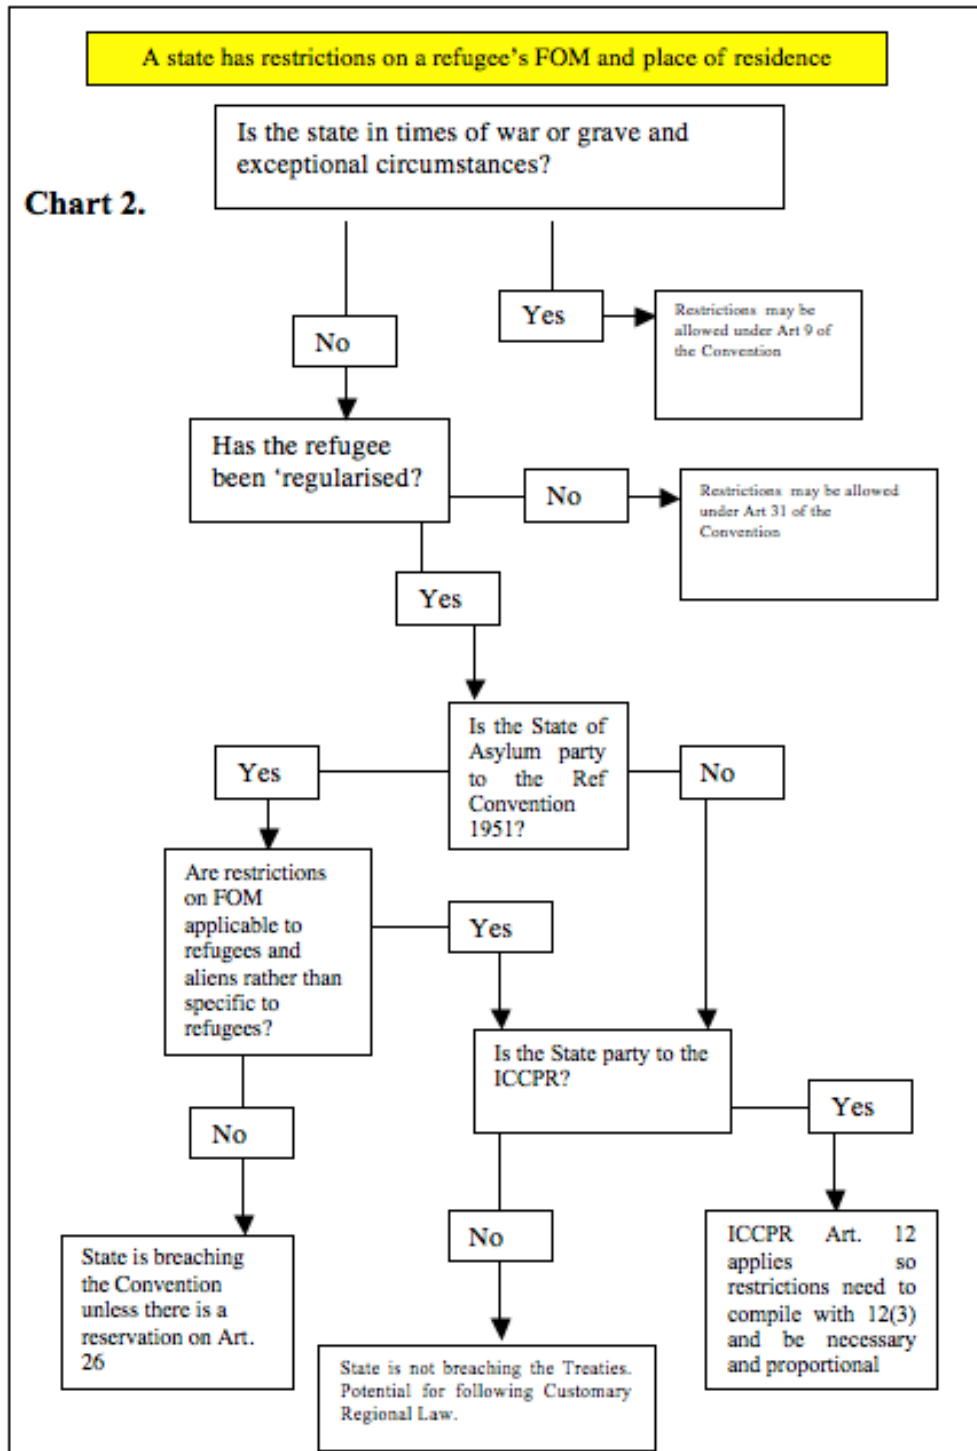 A state has restrictions on a refugee's FOM and place of residence
Is the state in times of war or grave and
exceptional circumstances?
Chart 2.
Yes
Restrictions may be
allowed under Art 9 of
the Convention
No
Has the refugee
been ‘regularised?
No
Restrictions may be allowed
under Art 31 of the
Convention
Yes
Is the State of
Asylum party
to the Ref
Convention
1951?
Yes
No
Are restrictions
on FOM
applicable to
refugees and
aliens rather than
specific to
refugees?
Yes
Is the State party to the
ICCPR?
Yes
No
No
State is breaching
the Convention
unless there is a
reservation on Art.
26
ICCPR Art. 12
applies so
restrictions need to
compile with 12(3)
and be necessary
and proportional
State is not breaching the Treaties.
Potential for following Customary
Regional Law.